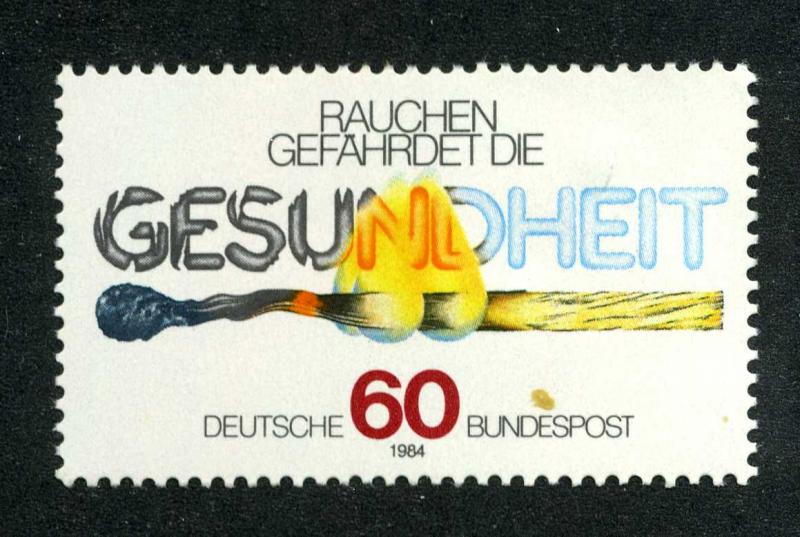 RAUCHEN
GEFÄHRDET DIE
GESUNDHEIT
DEUTSCHE 60 BUNDESPOST
1984